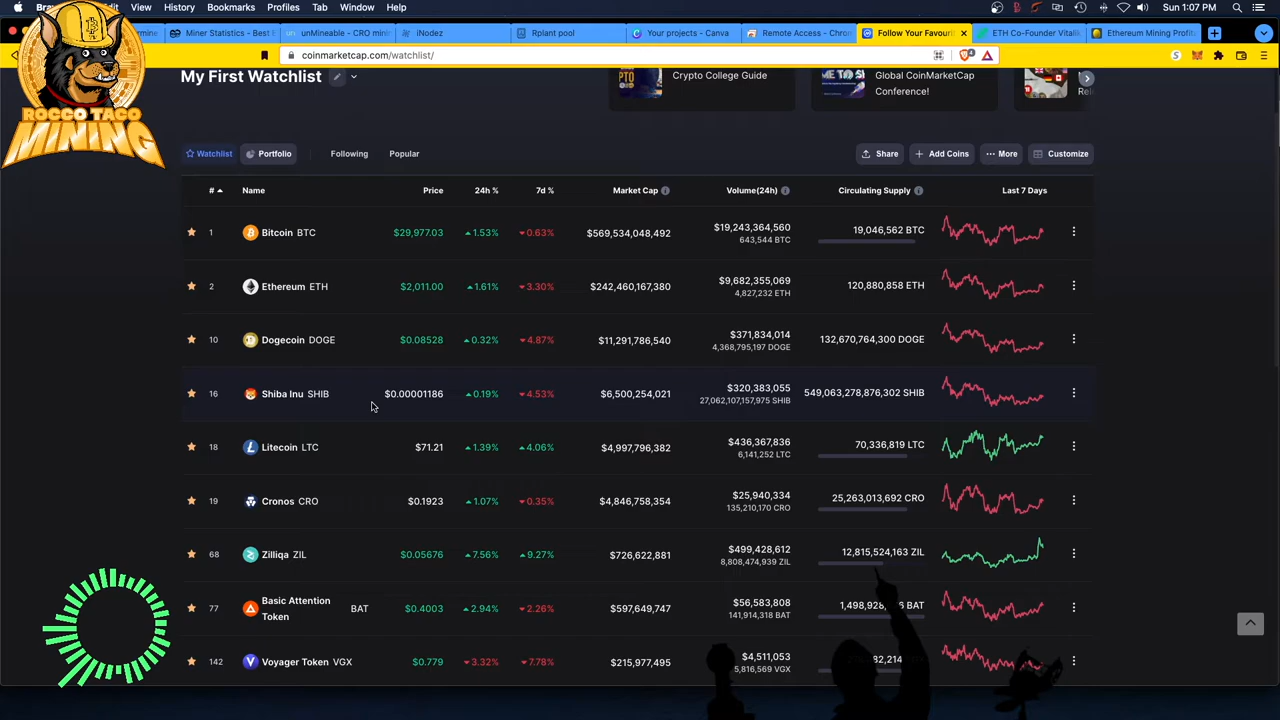 Brav
View
History
Bookmarks
Profiles
Tab
Window
Help
Sun 1:07 PM
Miner Statistics - Best
unMineable - CRO mini
iNodez
Rplant pool
Your projects - Canva
Remote Access - Chron
Follow Your Favouri
ETH Co-Founder Vitalik
Ethereum Mining Profita
coinmarketcap.com/watchlist/
ROCCO TACO
MINING
My First Watchlist
Crypto College Guide
Global CoinMarketCap
Conference!
Watchlist
Portfolio
Following
Popular
Share
Add Coins
More
Customize
# Name Price 24h % 7d % Market Cap Volume(24h) Circulating Supply Last 7 Days
1 Bitcoin BTC $29,977.03 1.53% 0.63% $569,534,048,492 $19,243,364,560 19,046,562 BTC
643,544 BTC
2 Ethereum ETH $2,011.00 1.61% 3.30% $242,460,167,380 $9,682,355,069 120,880,858 ETH
4,827,232 ETH
10 Dogecoin DOGE $0.08528 0.32% 4.87% $11,291,786,540 $371,834,014 132,670,764,300 DOGE
4,368,795,197 DOGE
16 Shiba Inu SHIB $0.00001186 0.19% 4.53% $6,500,254,021 $320,383,055 549,063,278,876,302 SHIB
27,062,107,157,975 SHIB
18 Litecoin LTC $71.21 1.39% 4.06% $4,997,796,382 $436,367,836 70,336,819 LTC
6,141,252 LTC
19 Cronos CRO $0.1923 1.07% 0.35% $4,846,758,354 $25,940,334 25,263,013,692 CRO
135,210,170 CRO
68 Zilliqa ZIL $0.05676 7.56% 9.27% $726,622,881 $499,428,612 12,815,524,163 ZIL
8,808,474,939 ZIL
77 Basic Attention Token BAT $0.4003 2.94% 2.26% $597,649,747 $56,583,808 BAT
141,914,318 BAT
142 Voyager Token VGX $0.779 3.32% 7.78% $215,977,495 $4,511,053
5,816,569 VGX